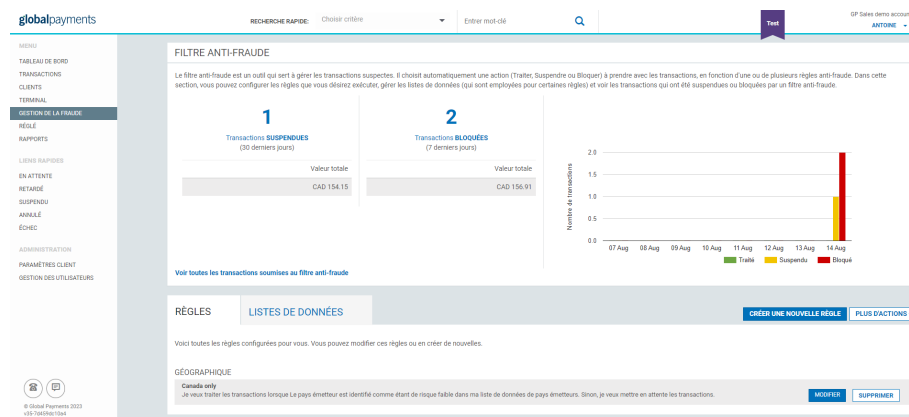 globalpayments
RECHERCHE RAPIDE:
Choisir critère
Entrer mot-clé
Test
GP Sales demo accoun
ANTOINE
MENU
TABLEAU DE BORD
TRANSACTIONS
CLIENTS
TERMINAL
GESTION DE LA FRAUDE
RÉGLÉ
RAPPORTS
LIENS RAPIDES
EN ATTENTE
RETARDÉ
SUSPENDU
ANNULÉ
ÉCHEC
ADMINISTRATION
PARAMÈTRES CLIENT
GESTION DES UTILISATEURS
© Global Payments 2023
FILTRE ANTI-FRAUDE
Le filtre anti-fraude est un outil qui sert à gérer les transactions suspectes. Il choisit automatiquement une action (Traiter, Suspendre ou Bloquer) à prendre avec les transactions, en fonction d'une ou de plusieurs règles anti-fraude. Dans cette
section, vous pouvez configurer les règles que vous désirez exécuter, gérer les listes de données (qui sont employées pour certaines règles) et voir les transactions qui ont été suspendues ou bloquées par un filtre anti-fraude.
1
Transactions SUSPENDUES
(30 derniers jours)
Valeur totale
CAD 154.15
2
Transactions BLOQUÉES
(7 derniers jours)
Valeur totale
CAD 156.91
Nombre de transactions
2.0
1.5
1.0
0.5
0.0
07 Aug 08 Aug 09 Aug 10 Aug 11 Aug 12 Aug 13 Aug 14 Aug
Traité Suspendu Bloqué
Voir toutes les transactions soumises au filtre anti-fraude
RÈGLES
LISTES DE DONNÉES
CRÉER UNE NOUVELLE RÈGLE
PLUS D'ACTIONS
Voici toutes les règles configurées pour vous. Vous pouvez modifier ces règles ou en créer de nouvelles.
GÉOGRAPHIQUE
Canada only
Je veux traiter les transactions lorsque Le pays émetteur est identifié comme étant de risque faible dans ma liste de données de pays émetteurs. Sinon, je veux mettre en attente les transactions.
MODIFIER
SUPPRIMER